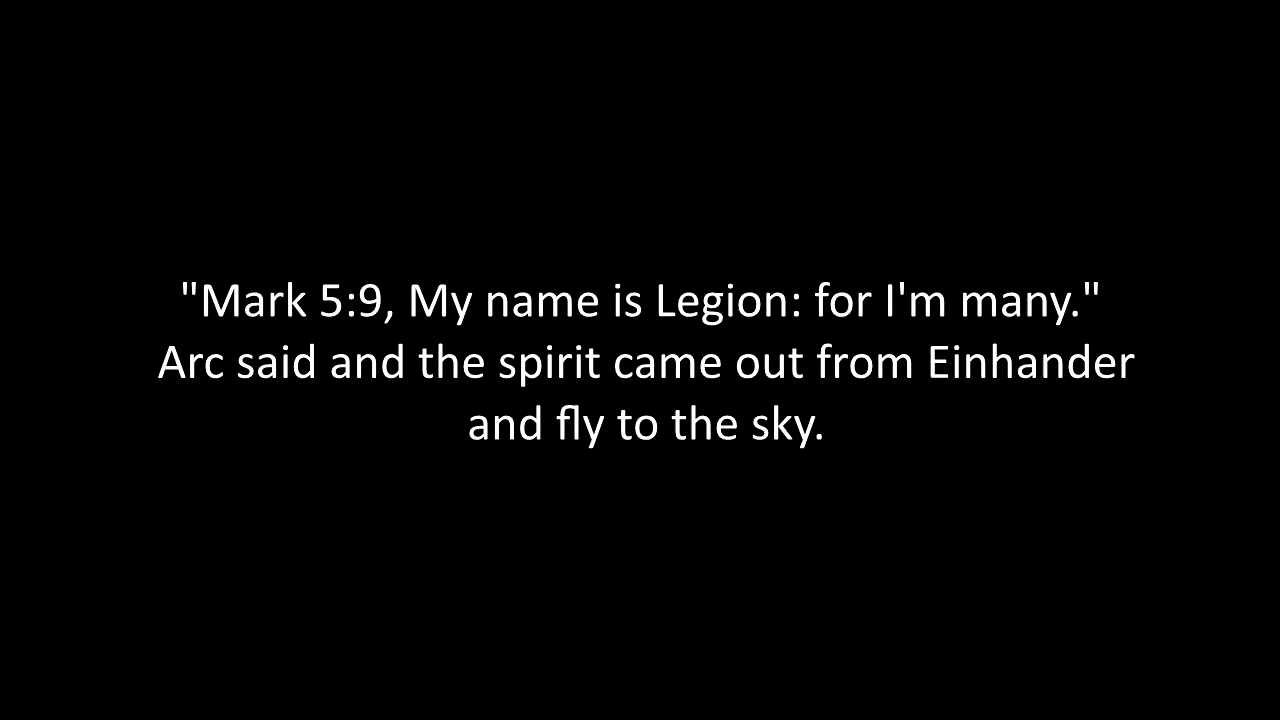 "Mark 5:9, My name is Legion: for I'm many."
Arc said and the spirit came out from Einhander
and fly to the sky.